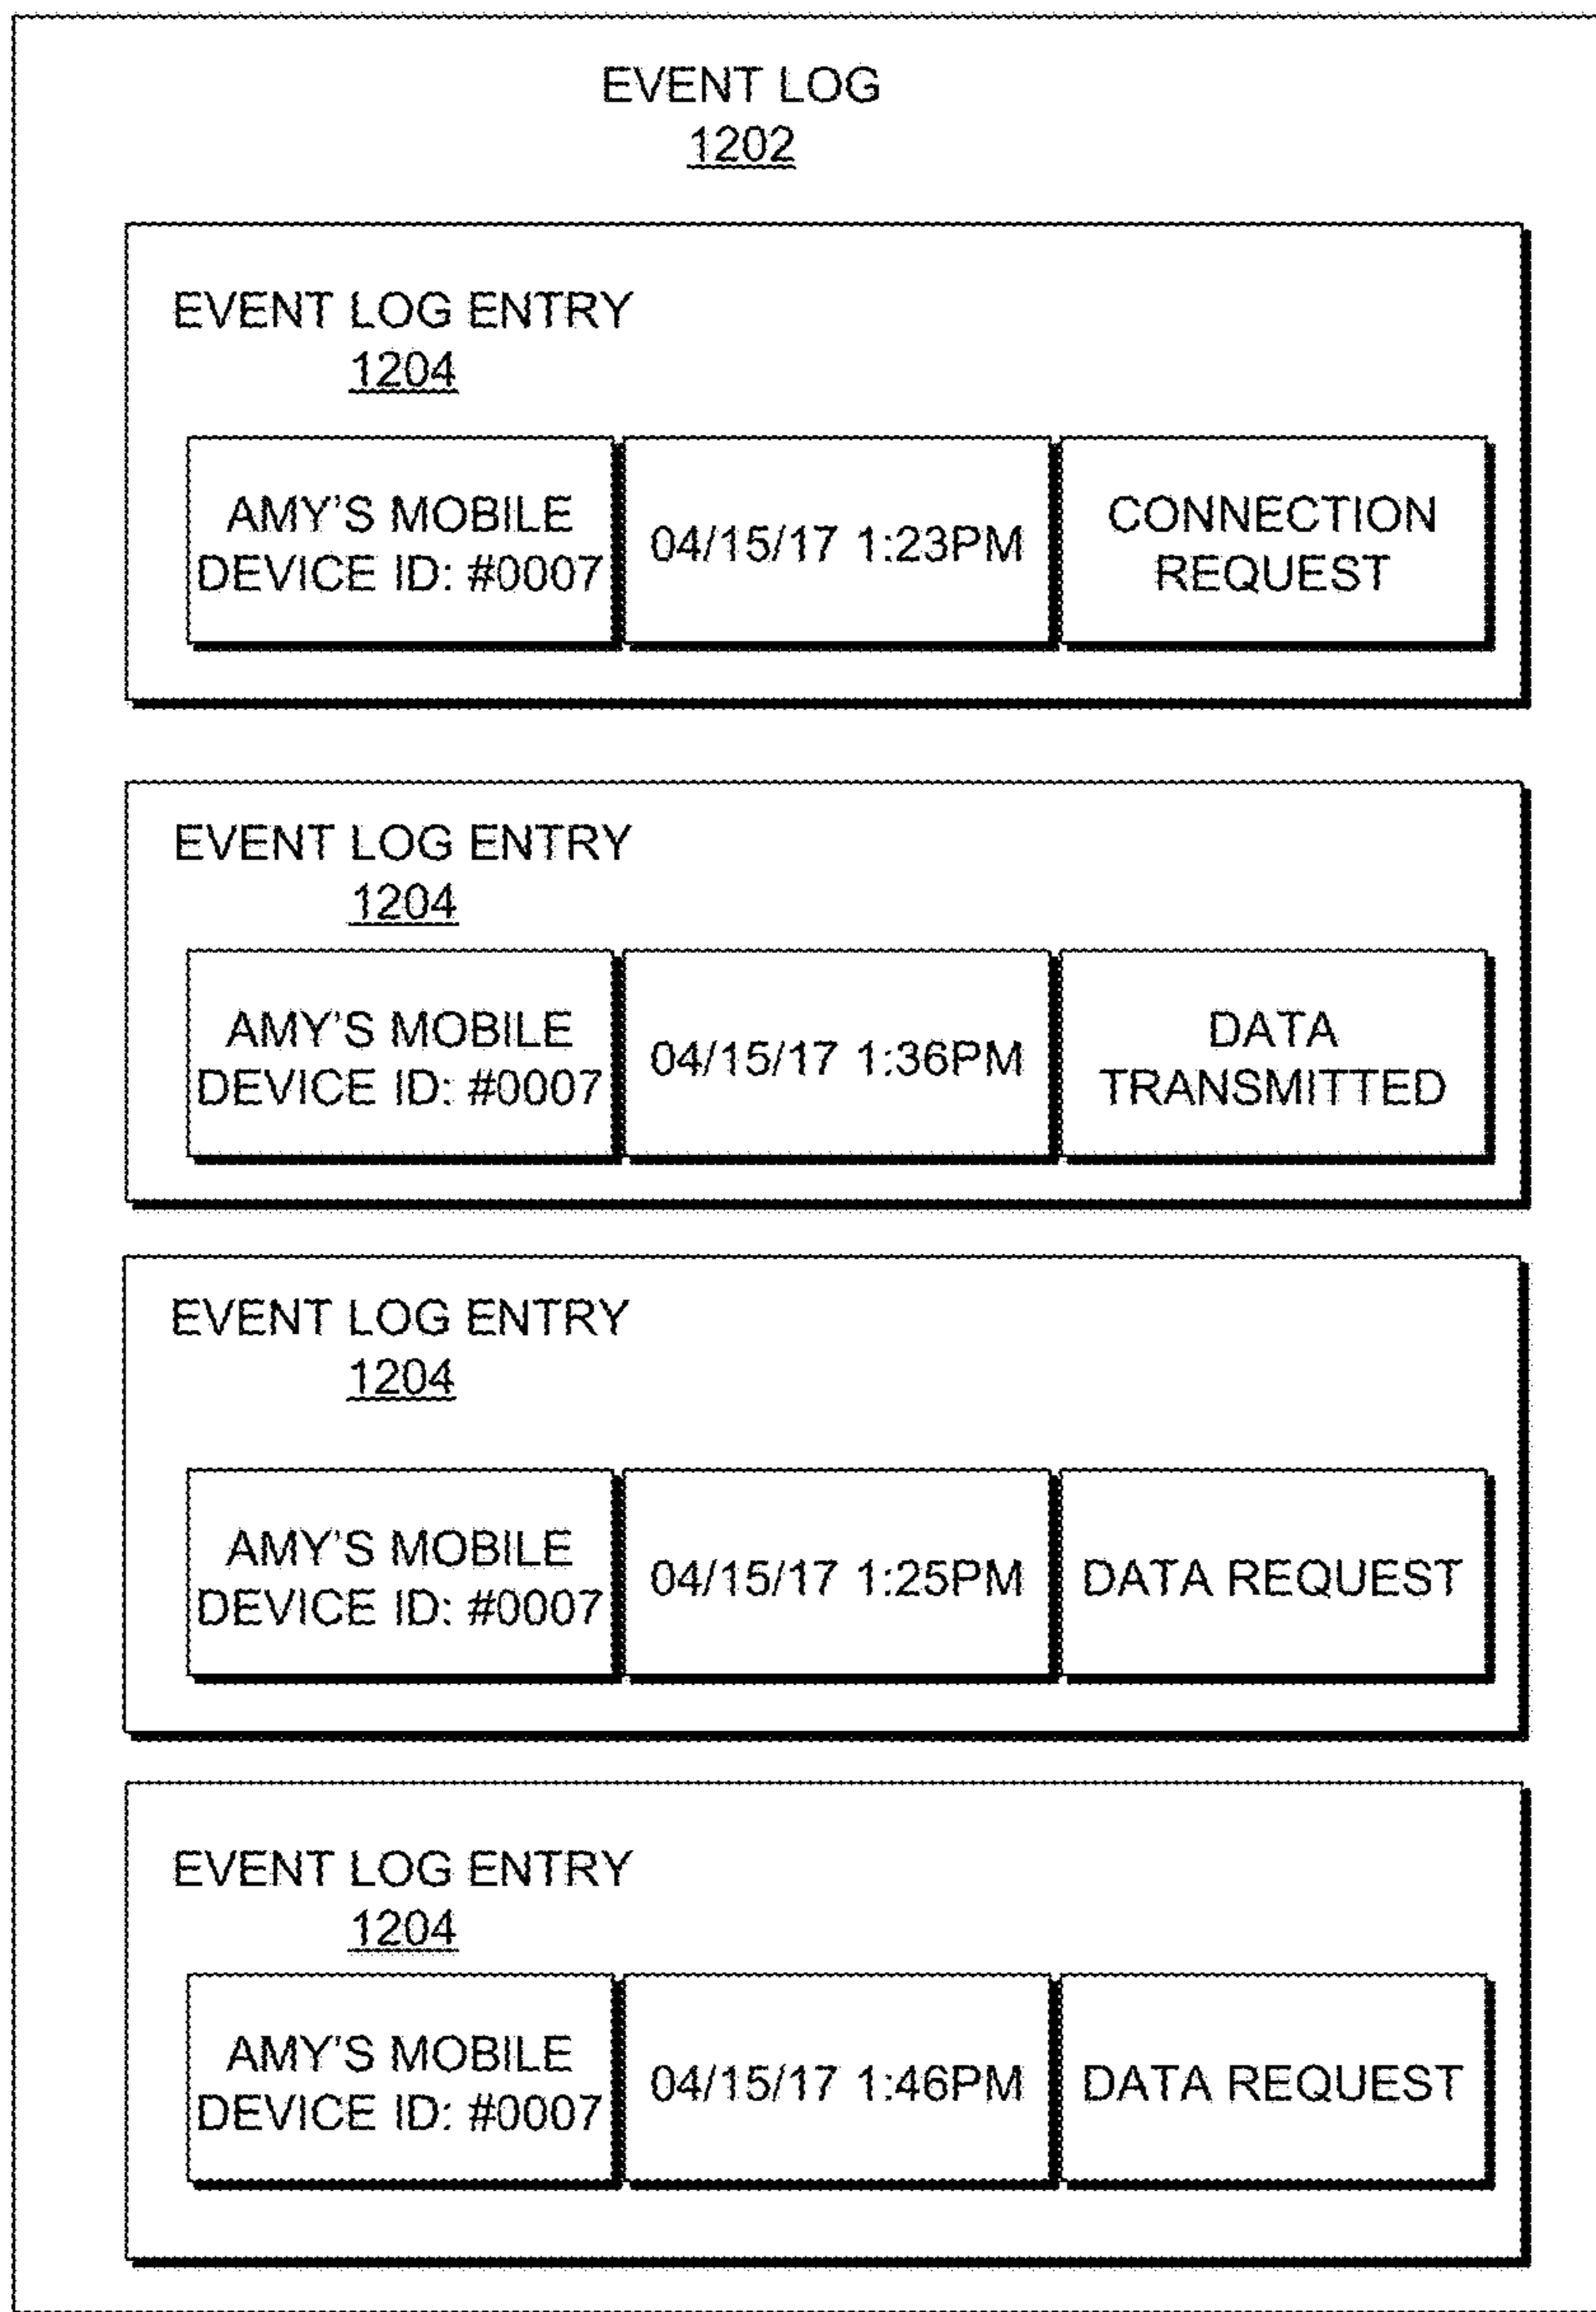 EVENT LOG
1202
EVENT LOG ENTRY
1204
AMY'S MOBILE
DEVICE ID: #0007
04/15/17 1:23PM
CONNECTION
REQUEST
EVENT LOG ENTRY
1204
AMY'S MOBILE
DEVICE ID: #0007
04/15/17 1:36PM
DATA
TRANSMITTED
EVENT LOG ENTRY
1204
AMY'S MOBILE
DEVICE ID: #0007
04/15/17 1:25PM
DATA REQUEST
EVENT LOG ENTRY
1204
AMY'S MOBILE
DEVICE ID: #0007
04/15/17 1:46PM
DATA REQUEST